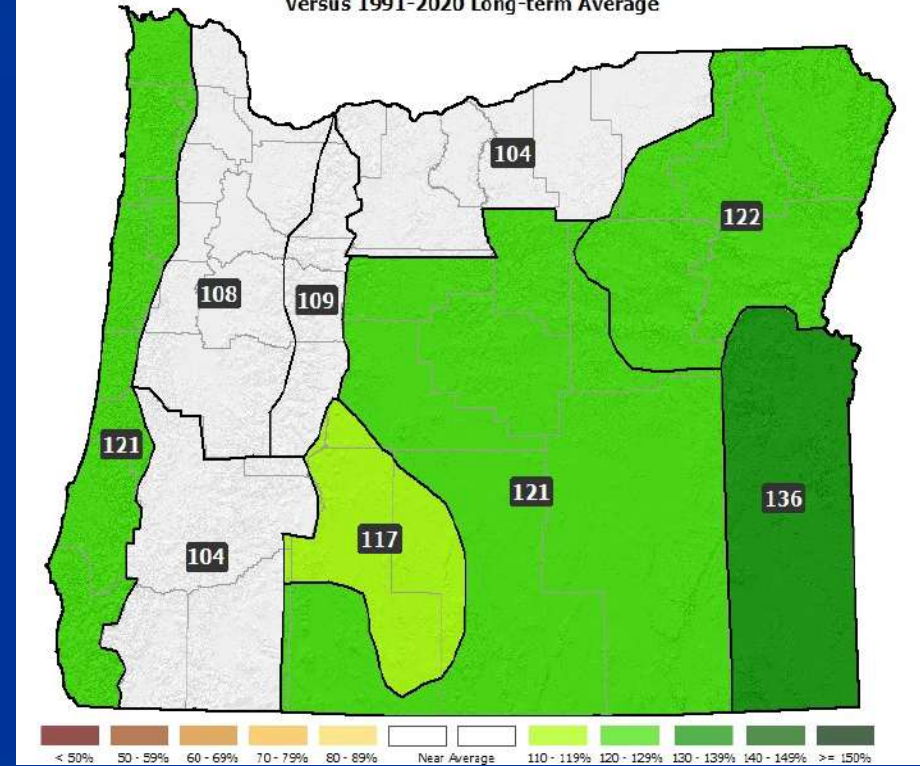 Versus 1991-2020 Long-term Average
104
122
108
109
121
121
136
117
104
< 50%
50 - 59%
60 - 69%
70 - 79%
80 - 89%
Near Average
110 - 119%
120 - 129%
130 - 139%
140 - 149%
>= 150%